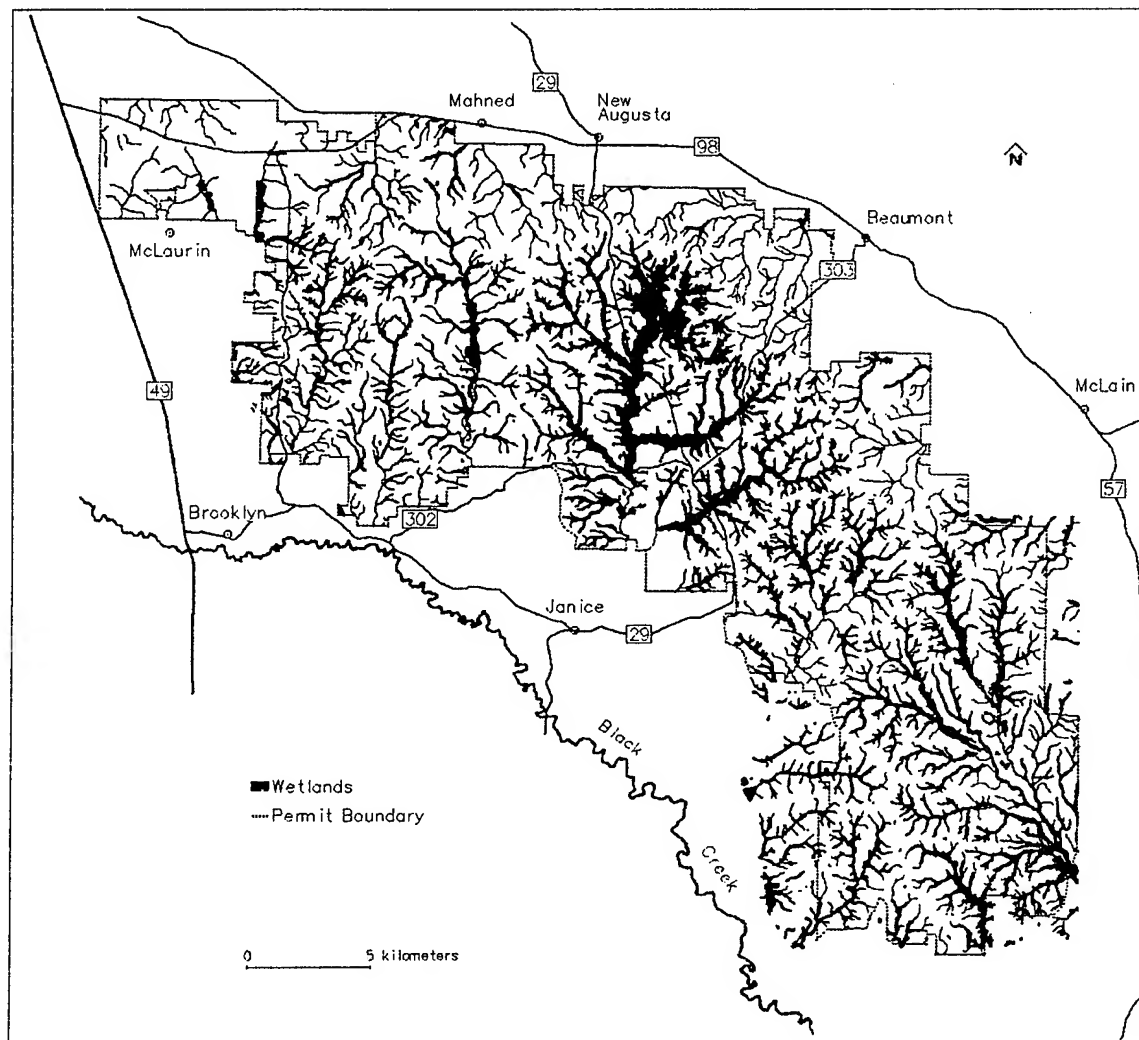 29
Mahned
New
Augusta
98
N
McLaurin
Beaumont
303
49
McLain
57
Brooklyn
302
Janice
29
Black
Creek
Wetlands
Permit Boundary
0 5 kilometers